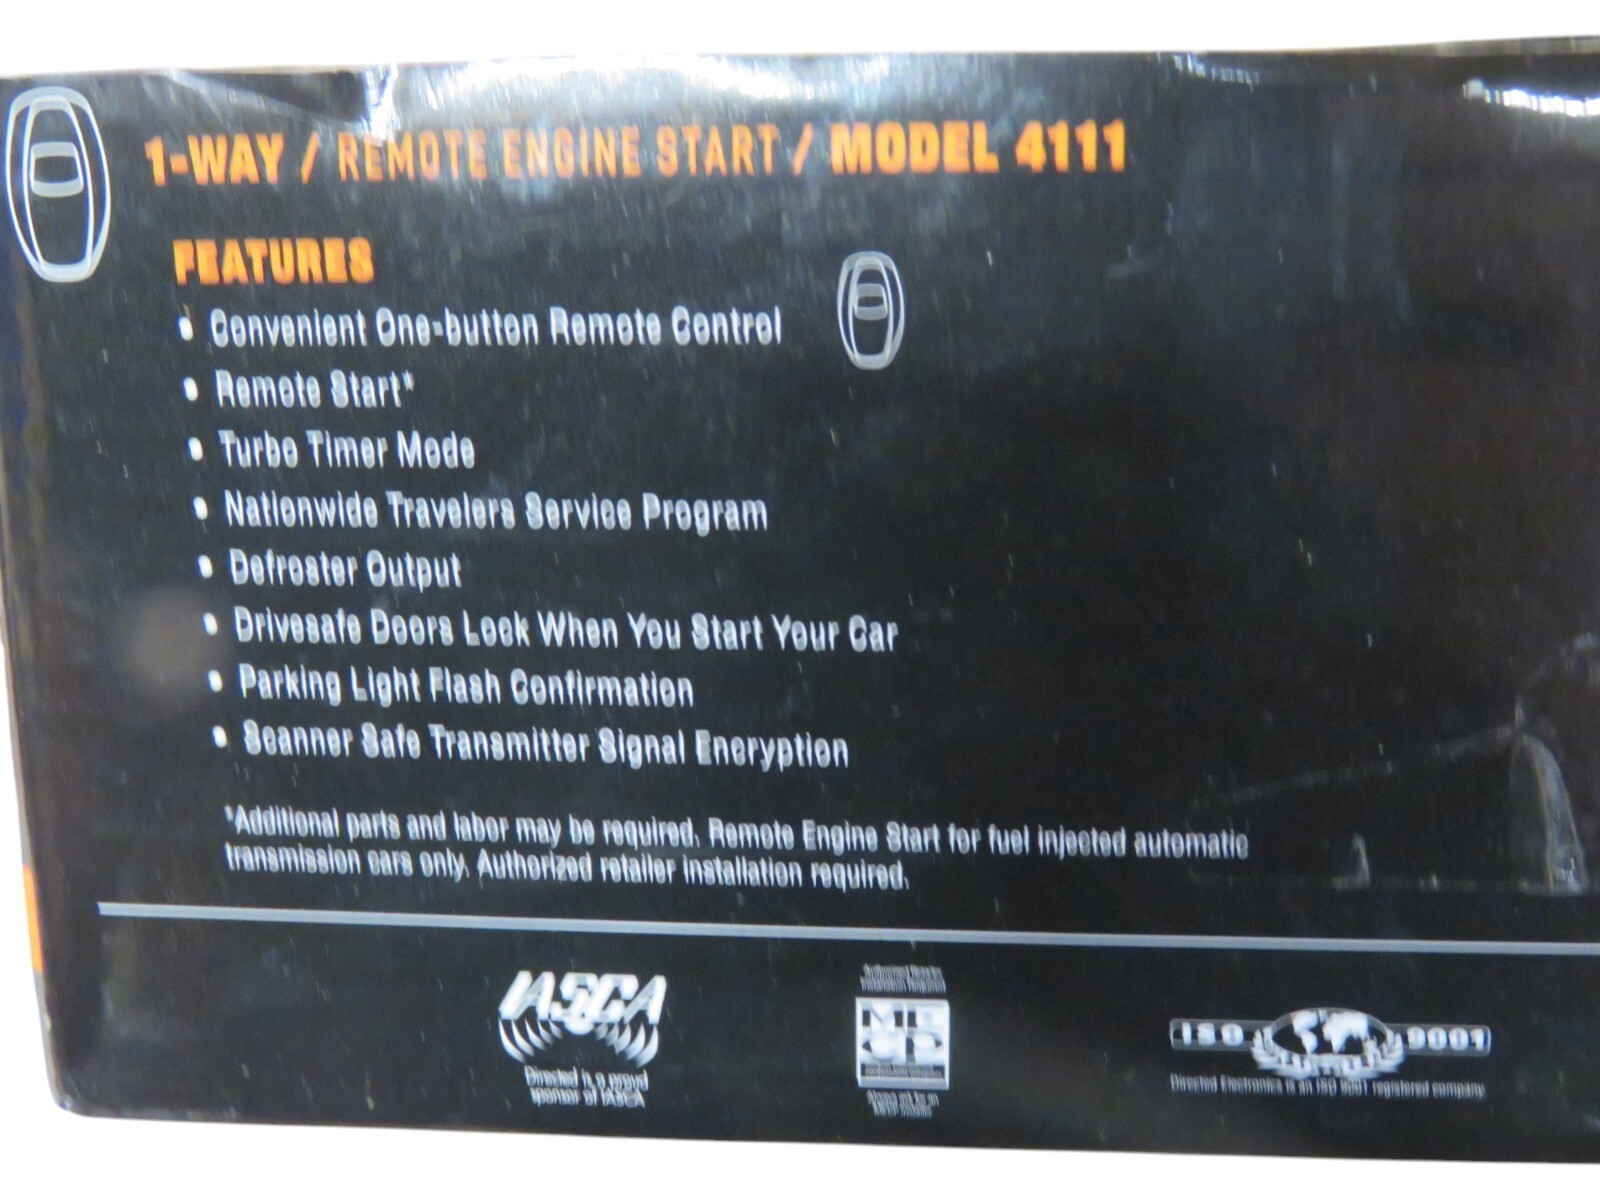 1-WAY / REMOTE ENGINE START / MODEL 4111
FEATURES
• Convenient One-button Remote Control
• Remote Start*
• Turbo Timer Mode
• Nationwide Travelers Service Program
• Defroster Output
• Drivesafe Doors Lock When You Start Your Car
• Parking Light Flash Confirmation
• Scanner Safe Transmitter Signal Encryption
*Additional parts and labor may be required. Remote Engine Start for fuel injected automatic
transmission cars only. Authorized retailer installation required.
IASCA
Directed is a proud
sponsor of IASCA
Installation Required
MECP
ISO 9001
Directed Electronics is an ISO 9001 registered company